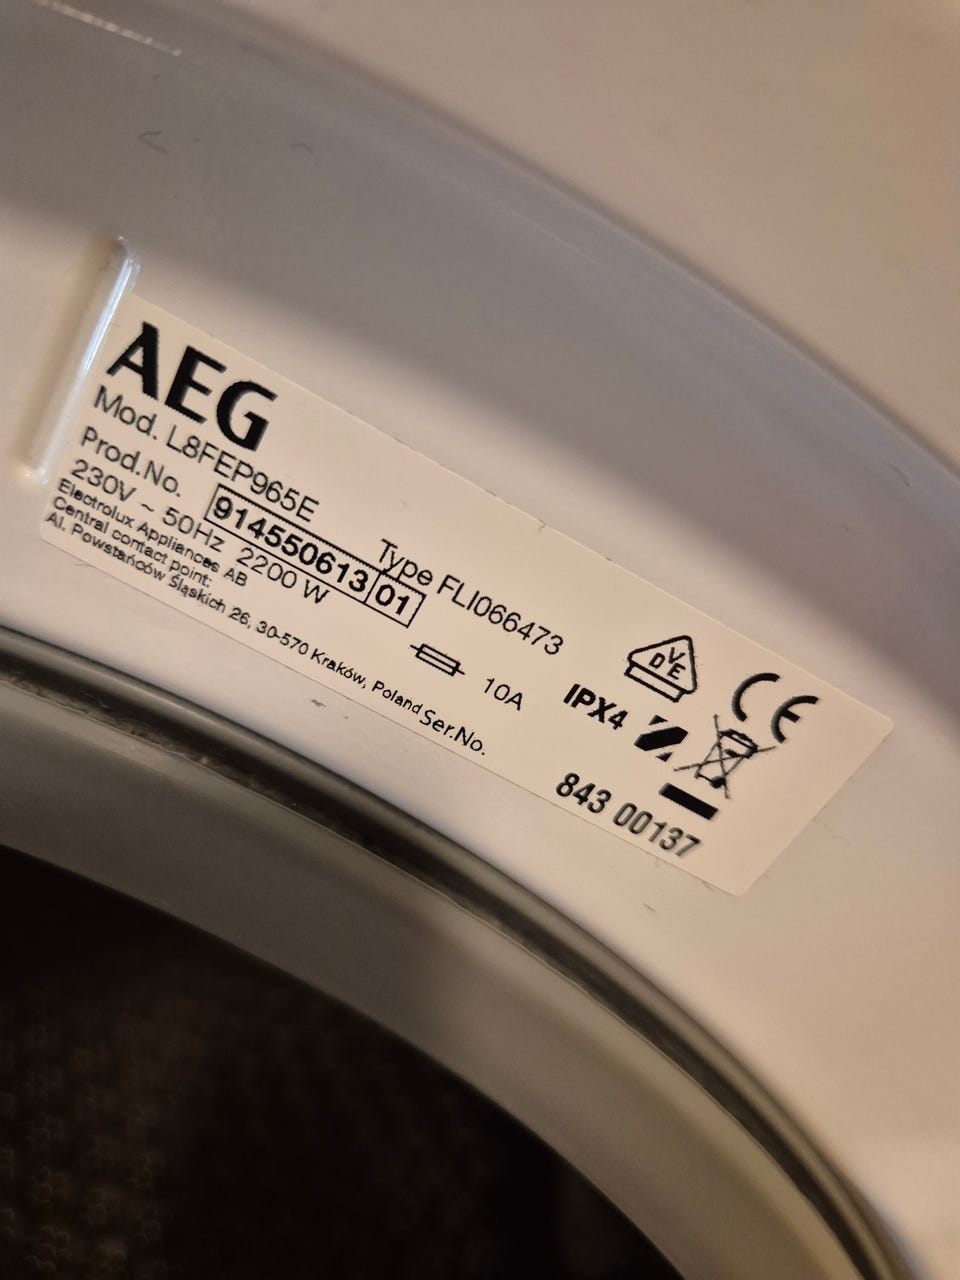 AEG
Mod. L8FEP965E
Prod.No. 914550613 01 Type FLI066473
230V ~ 50Hz 2200 W 10A IPX4
DVE CE
Electrolux Appliances AB
Central contact point:
Al. Powstańców Śląskich 26, 30-570 Kraków, Poland Ser.No. 843 00137